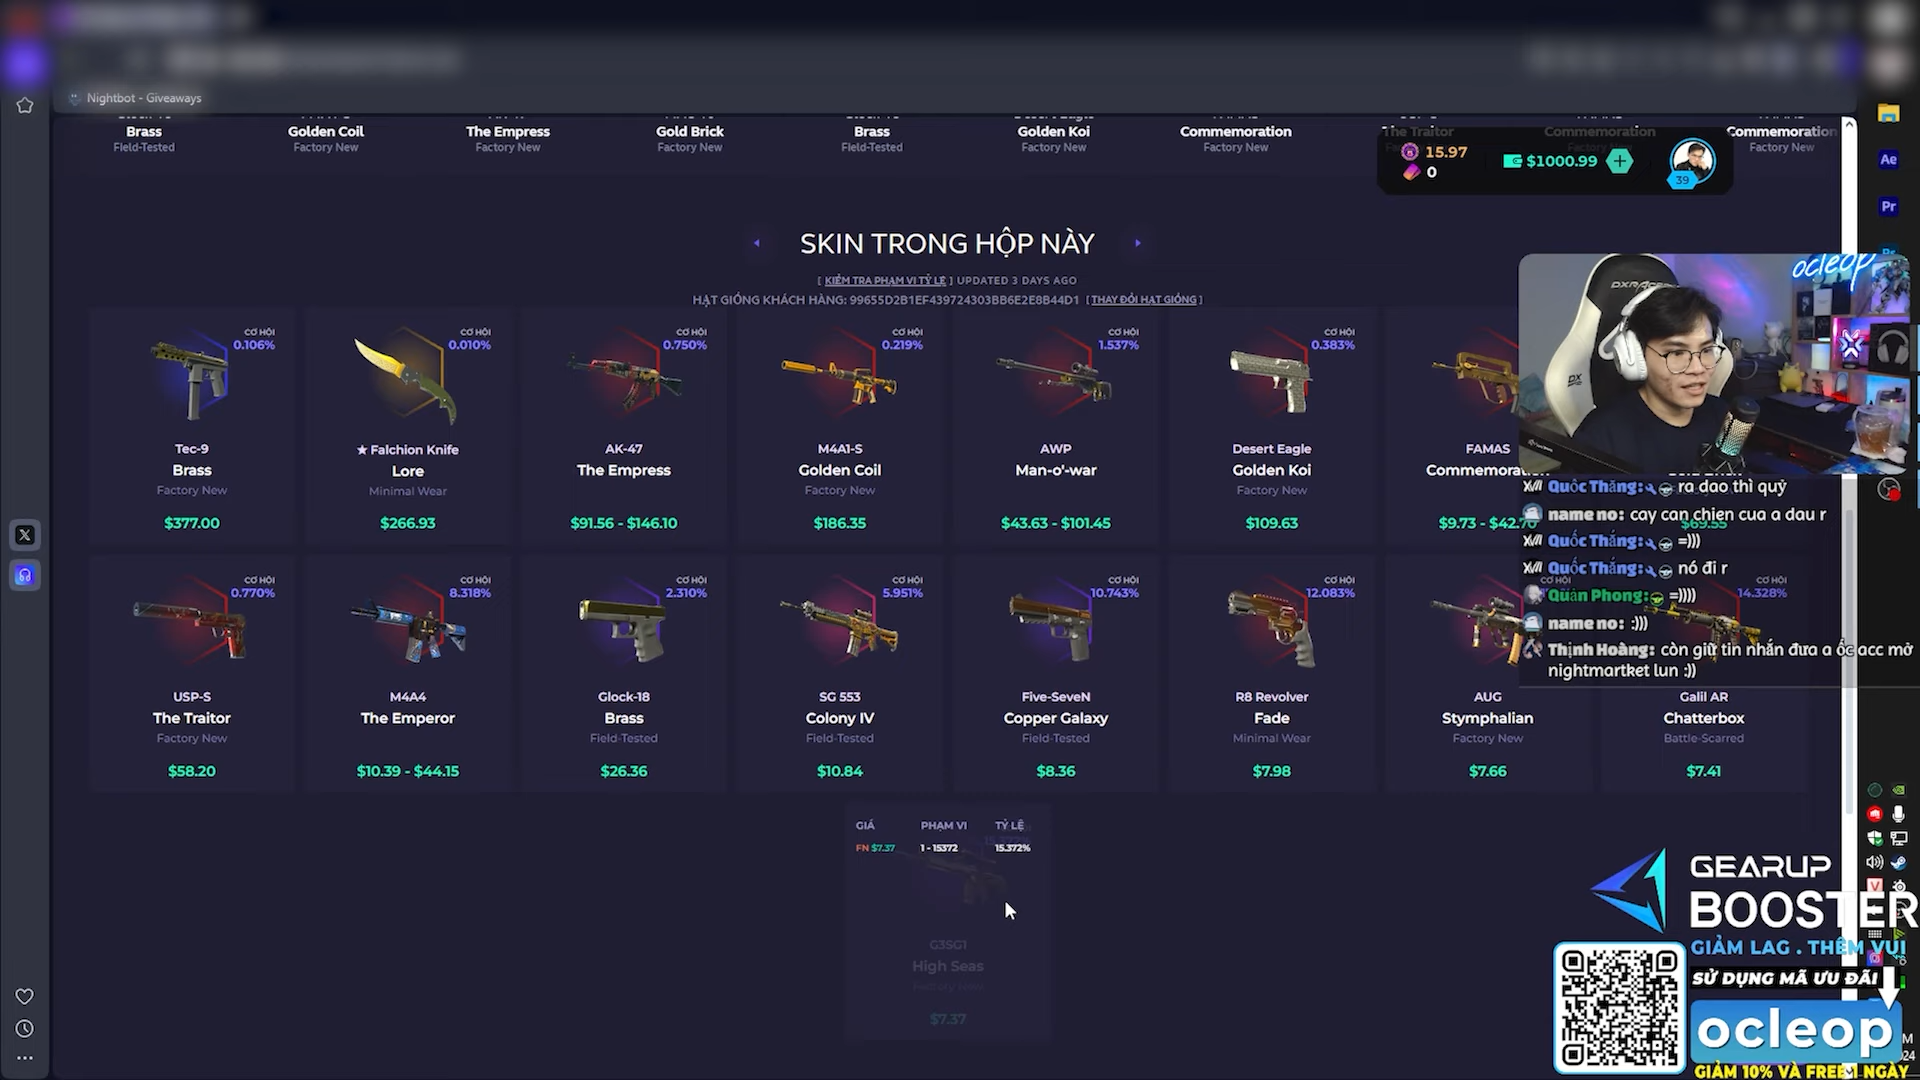 Nightbot - Giveaways
Brass
Golden Coil
The Empress
Gold Brick
Brass
Golden Koi
Commemoration
The Traitor
Commemoration
Commemoration
Field-Tested
Factory New
Factory New
Factory New
Field-Tested
Factory New
Factory New
Factory New
15.97
$1000.99
0
39
SKIN TRONG HỘP NÀY
[ KIỂM TRA PHẠM VI TỶ LỆ ] UPDATED 3 DAYS AGO
HẠT GIỐNG KHÁCH HÀNG: 99655D2B1EF439724303BB6E2E8B44D1 [ THAY ĐỔI HẠT GIỐNG ]
CƠ HỘI
0.106%
Tec-9
Brass
Factory New
$377.00
CƠ HỘI
0.010%
★ Falchion Knife
Lore
Minimal Wear
$266.93
CƠ HỘI
0.750%
AK-47
The Empress
$91.56 - $146.10
CƠ HỘI
0.219%
M4A1-S
Golden Coil
Factory New
$186.35
CƠ HỘI
1.537%
AWP
Man-o'-war
$43.63 - $101.45
CƠ HỘI
0.383%
Desert Eagle
Golden Koi
Factory New
$109.63
FAMAS
$69.55
CƠ HỘI
0.770%
USP-S
The Traitor
Factory New
$58.20
CƠ HỘI
8.318%
M4A4
The Emperor
$10.39 - $44.15
CƠ HỘI
2.310%
Glock-18
Brass
Field-Tested
$26.36
CƠ HỘI
5.951%
SG 553
Colony IV
Field-Tested
$10.84
CƠ HỘI
10.743%
Five-SeveN
Copper Galaxy
Field-Tested
$8.36
CƠ HỘI
12.083%
R8 Revolver
Fade
Minimal Wear
$7.98
CƠ HỘI
AUG
Stymphalian
Factory New
$7.66
CƠ HỘI
14.328%
Galil AR
Chatterbox
Battle-Scarred
$7.41
GIÁ PHẠM VI TỶ LỆ
FN $7.37 1 - 15372 15.372%
G3SG1
High Seas
Factory New
$7.37
ocleop
DXRACER
Quốc Thắng: ra dao thì quỷ
name no: cay can chien cua a dau r
Quốc Thắng: =)))
Quốc Thắng: nó đi r
Quân Phong: =))))
name no: :)))
Thịnh Hoàng: còn giữ tin nhắn đưa a ốc acc mở
nightmartket lun :))
Ae
Pr
GEARUP
BOOSTER
GIẢM LAG . THÊM VUI
SỬ DỤNG MÃ ƯU ĐÃI
ocleop
GIẢM 10% VÀ FREE 1 NGÀY